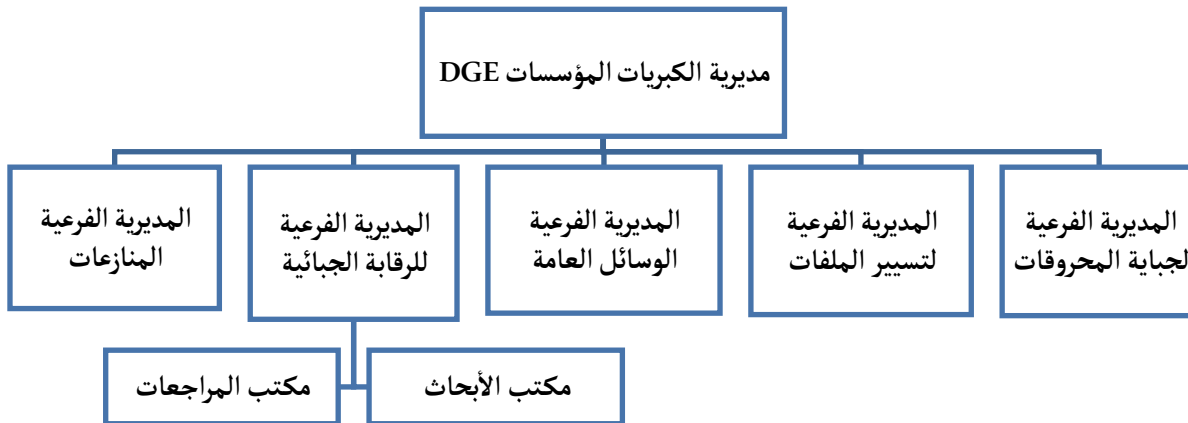 مديرية الكبريات المؤسسات DGE
المديرية الفرعية
لجباية المحروقات
المديرية الفرعية
لتسيير الملفات
المديرية الفرعية
الوسائل العامة
المديرية الفرعية
للرقابة الجبائية
المديرية الفرعية
المنازعات
مكتب الأبحاث
مكتب المراجعات